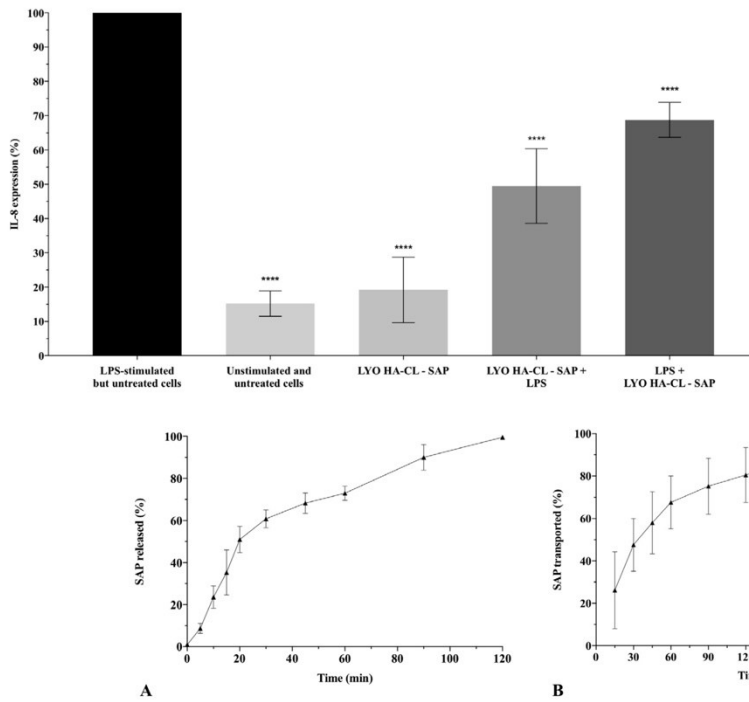 100
90
80
70
60
50
40
30
20
10
0
IL-8 expression (%)
****
****
****
****
LPS-stimulated
but untreated cells
Unstimulated and
untreated cells
LYO HA-CL - SAP
LYO HA-CL - SAP +
LPS
LPS +
LYO HA-CL - SAP
100
80
60
40
20
0
SAP released (%)
0 20 40 60 80 100 120
Time (min)
A
100
80
60
40
20
0
SAP transported (%)
0 30 60 90 120
B